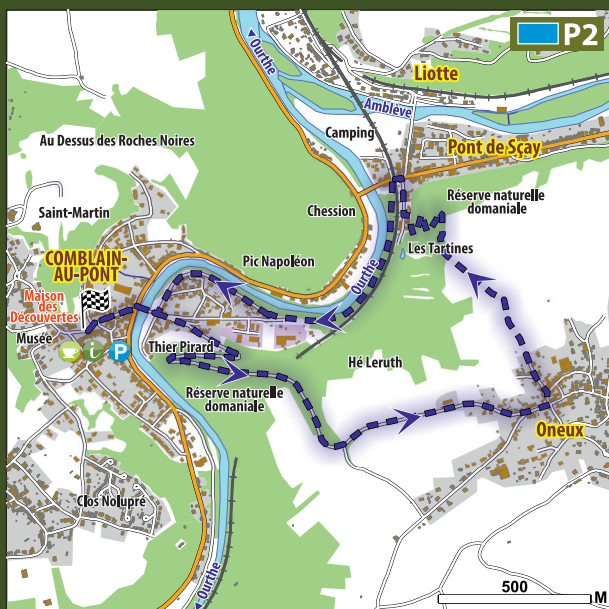 P2
Ourthe
Liotte
Amblève
Au Dessus des Roches Noires
Camping
Pont de Sçay
Réserve naturelle
domaniale
Saint-Martin
Chession
Les Tartines
COMBLAIN-
AU-PONT
Pic Napoléon
Ourthe
Maison
des
Découvertes
Musée
i
P
Thier Pirard
Hé Leruth
Réserve naturelle
domaniale
Oneux
Clos Nolupré
Ourthe
500
M